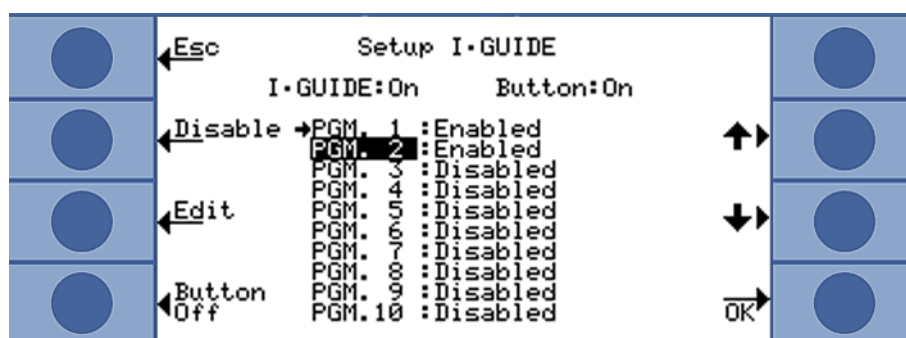 Esc Setup I·GUIDE
I·GUIDE:On Button:On
Disable →PGM. 1 :Enabled
PGM. 2 :Enabled
PGM. 3 :Disabled
PGM. 4 :Disabled
Edit PGM. 5 :Disabled
PGM. 6 :Disabled
PGM. 7 :Disabled
PGM. 8 :Disabled
Button PGM. 9 :Disabled
Off PGM.10 :Disabled OK